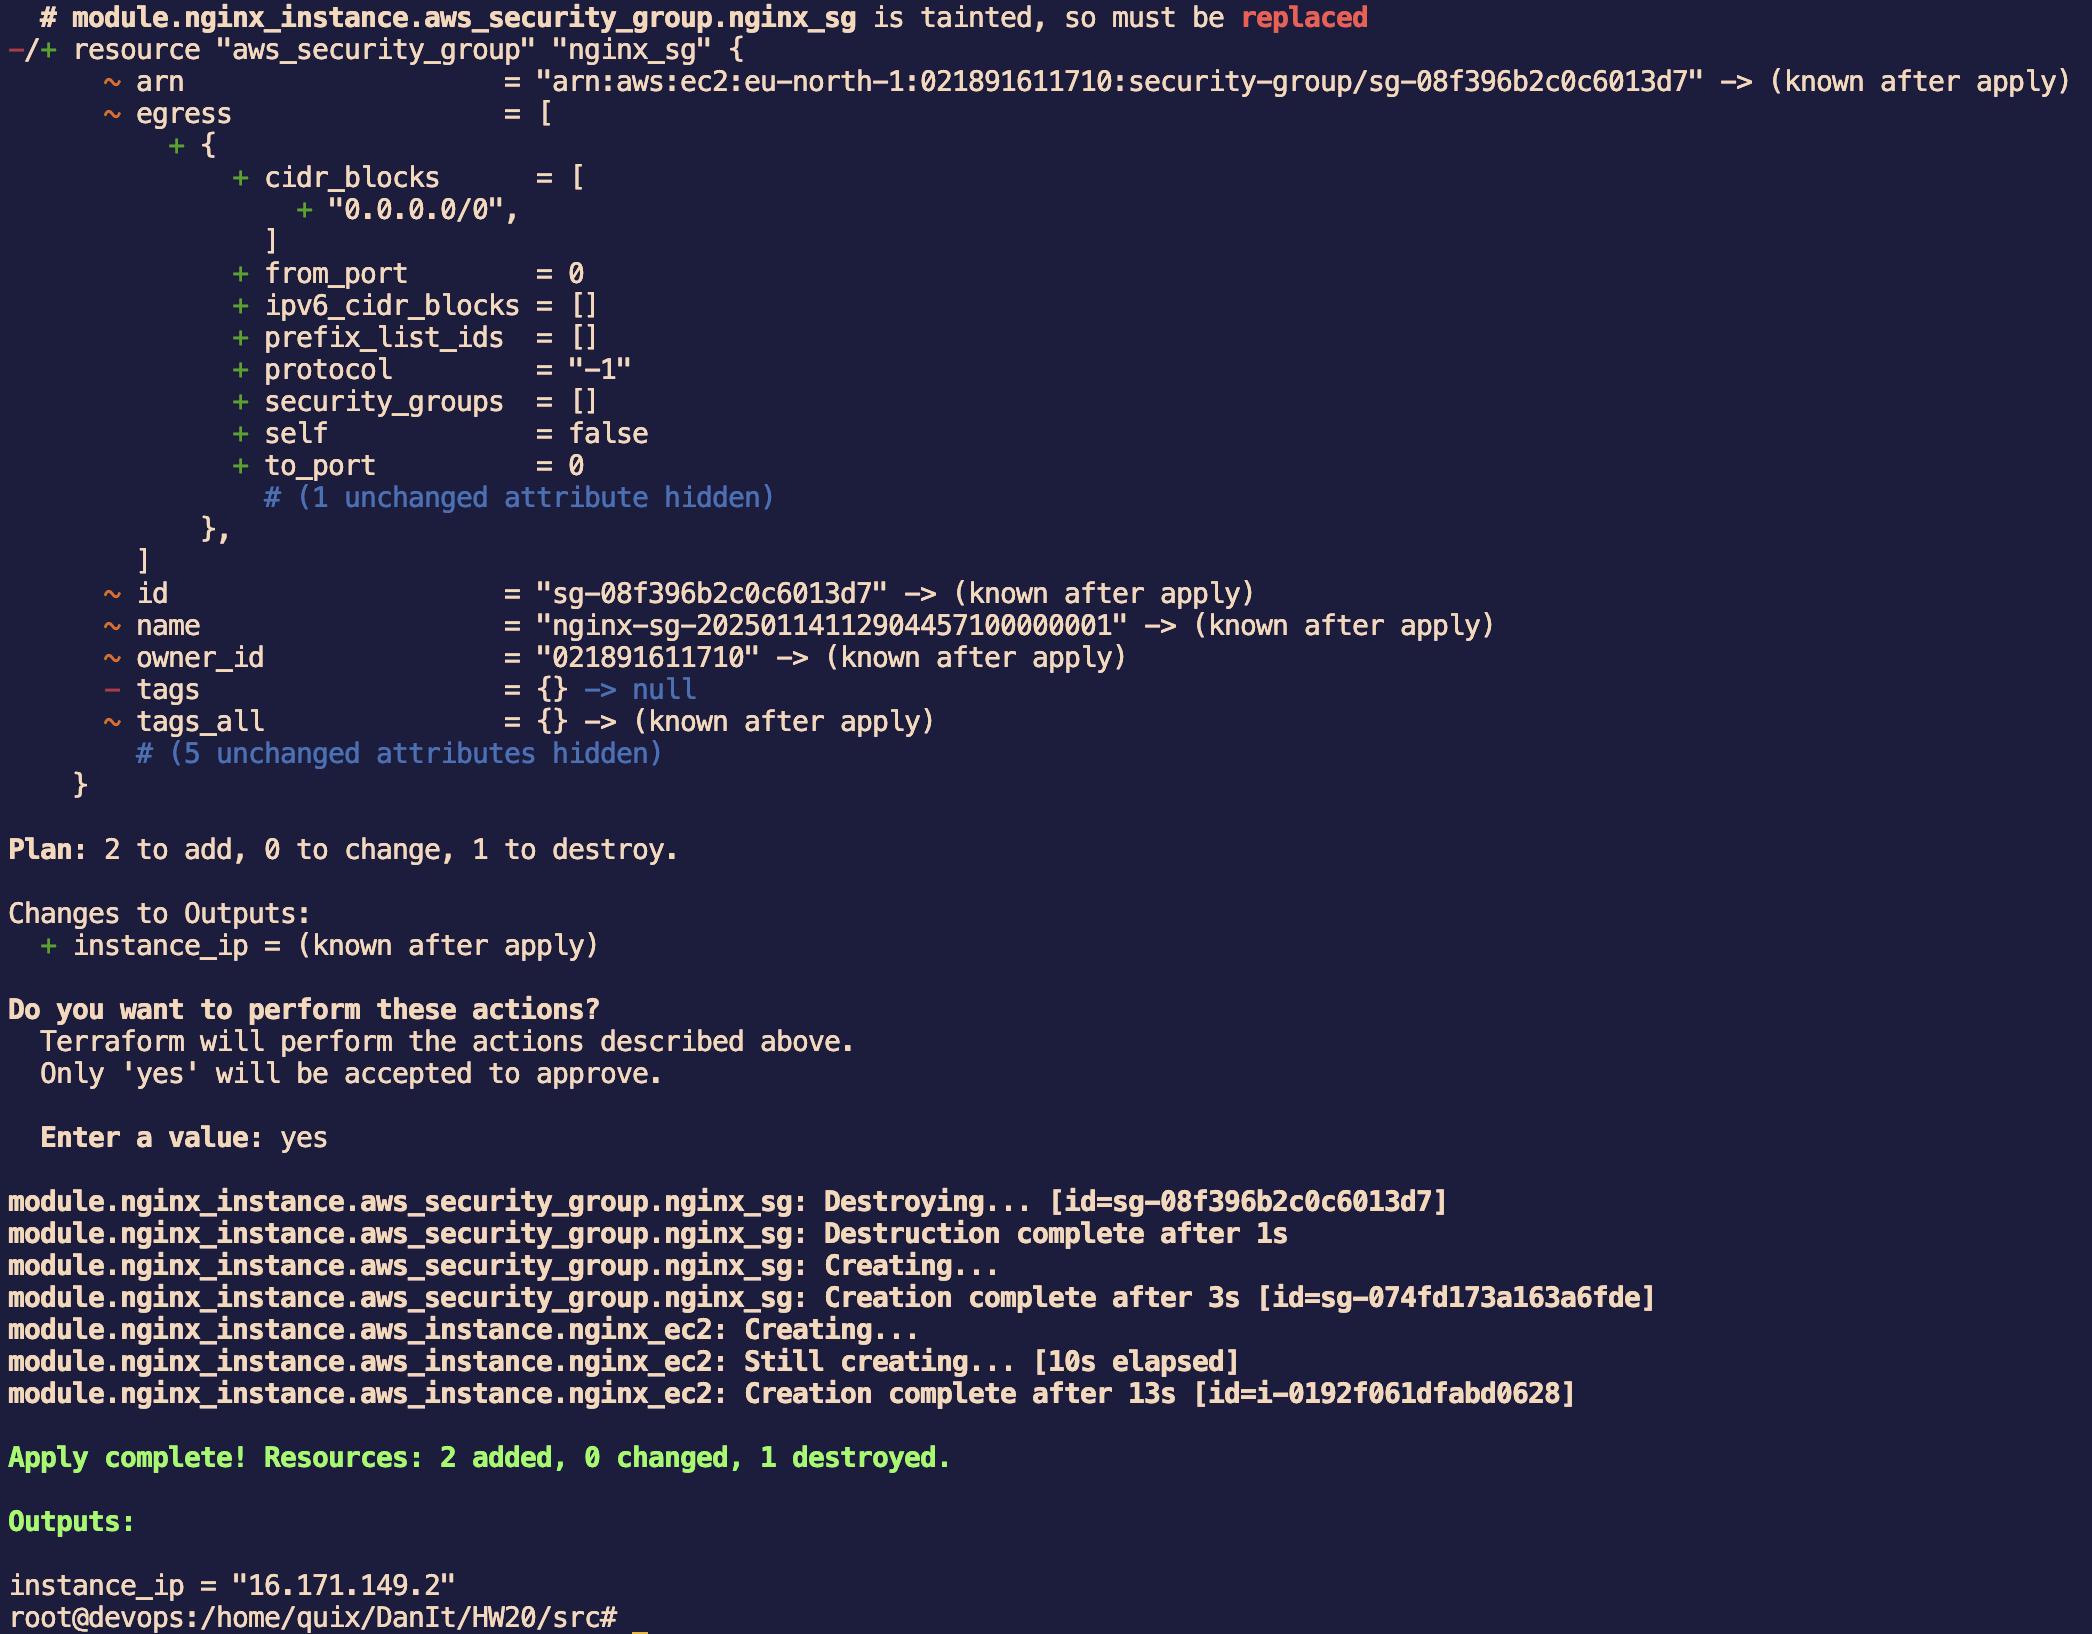 # module.nginx_instance.aws_security_group.nginx_sg is tainted, so must be replaced
-/+ resource "aws_security_group" "nginx_sg" {
~ arn = "arn:aws:ec2:eu-north-1:021891611710:security-group/sg-08f396b2c0c6013d7" -> (known after apply)
~ egress = [
+ {
+ cidr_blocks = [
+ "0.0.0.0/0",
]
+ from_port = 0
+ ipv6_cidr_blocks = []
+ prefix_list_ids = []
+ protocol = "-1"
+ security_groups = []
+ self = false
+ to_port = 0
# (1 unchanged attribute hidden)
},
]
~ id = "sg-08f396b2c0c6013d7" -> (known after apply)
~ name = "nginx-sg-20250114112904457100000001" -> (known after apply)
~ owner_id = "021891611710" -> (known after apply)
- tags = {} -> null
~ tags_all = {} -> (known after apply)
# (5 unchanged attributes hidden)
}
Plan: 2 to add, 0 to change, 1 to destroy.
Changes to Outputs:
+ instance_ip = (known after apply)
Do you want to perform these actions?
Terraform will perform the actions described above.
Only 'yes' will be accepted to approve.
Enter a value: yes
module.nginx_instance.aws_security_group.nginx_sg: Destroying... [id=sg-08f396b2c0c6013d7]
module.nginx_instance.aws_security_group.nginx_sg: Destruction complete after 1s
module.nginx_instance.aws_security_group.nginx_sg: Creating...
module.nginx_instance.aws_security_group.nginx_sg: Creation complete after 3s [id=sg-074fd173a163a6fde]
module.nginx_instance.aws_instance.nginx_ec2: Creating...
module.nginx_instance.aws_instance.nginx_ec2: Still creating... [10s elapsed]
module.nginx_instance.aws_instance.nginx_ec2: Creation complete after 13s [id=i-0192f061dfabd0628]
Apply complete! Resources: 2 added, 0 changed, 1 destroyed.
Outputs:
instance_ip = "16.171.149.2"
root@devops:/home/quix/DanIt/HW20/src#